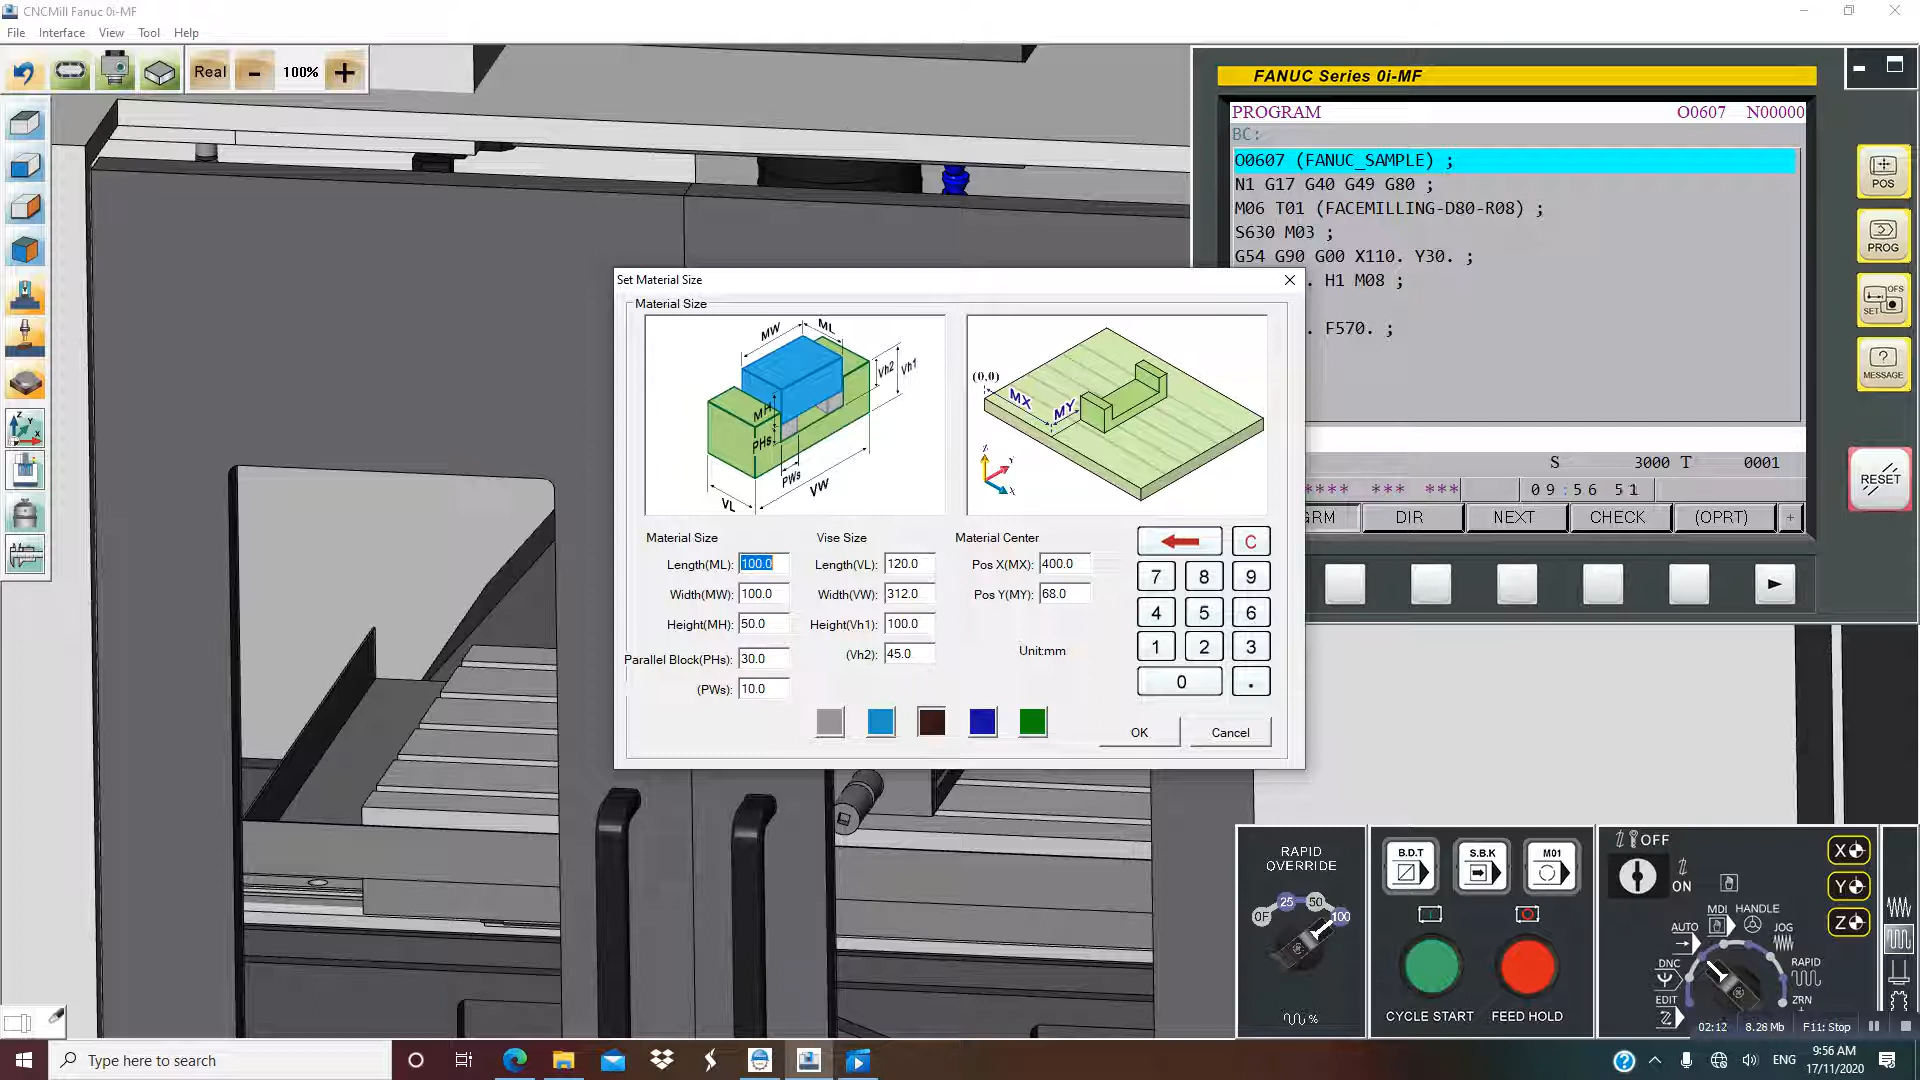 CNCMill Fanuc 0i-MF
File Interface View Tool Help
Real - 100% +
FANUC Series 0i-MF
PROGRAM O0607 N00000
BC:
O0607 (FANUC_SAMPLE) ;
N1 G17 G40 G49 G80 ;
M06 T01 (FACEMILLING-D80-R08) ;
S630 M03 ;
G54 G90 G00 X110. Y30. ;
. H1 M08 ;
. F570. ;
S 3000 T 0001
**** *** *** 09:56 51
GRM DIR NEXT CHECK (OPRT) +
POS
PROG
OFS
SET
?
MESSAGE
RESET
Set Material Size
Material Size
MW ML
Vh2 Vh1
MH
PHs
PWs
VW
VL
(0,0)
MX MY
Z
Y
X
Material Size Vise Size Material Center
Length(ML): 100.0 Length(VL): 120.0 Pos X(MX): 400.0
Width(MW): 100.0 Width(VW): 312.0 Pos Y(MY): 68.0
Height(MH): 50.0 Height(Vh1): 100.0
Parallel Block(PHs): 30.0 (Vh2): 45.0 Unit:mm
(PWs): 10.0
C
7 8 9
4 5 6
1 2 3
0 .
OK Cancel
RAPID
OVERRIDE
0F 25 50 100
%
B.D.T S.B.K M01
CYCLE START FEED HOLD
OFF
ON
MDI HANDLE
AUTO JOG
DNC RAPID
EDIT ZRN
X
Y
Z
02:12 8.28 Mb F11: Stop
Type here to search
ENG
9:56 AM
17/11/2020